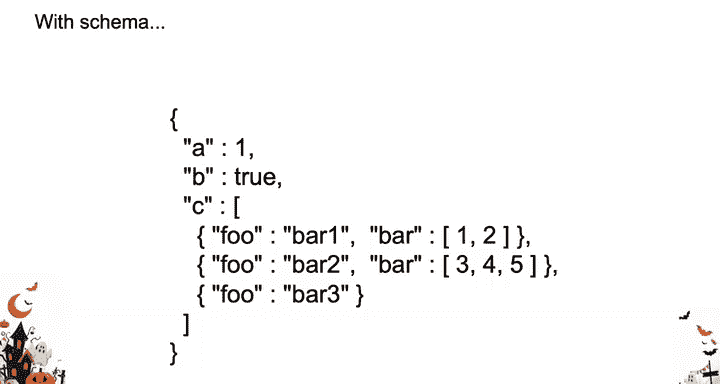 With schema...
{
"a" : 1,
"b" : true,
"c" : [
{ "foo" : "bar1", "bar" : [ 1, 2 ] },
{ "foo" : "bar2", "bar" : [ 3, 4, 5 ] },
{ "foo" : "bar3" }
]
}